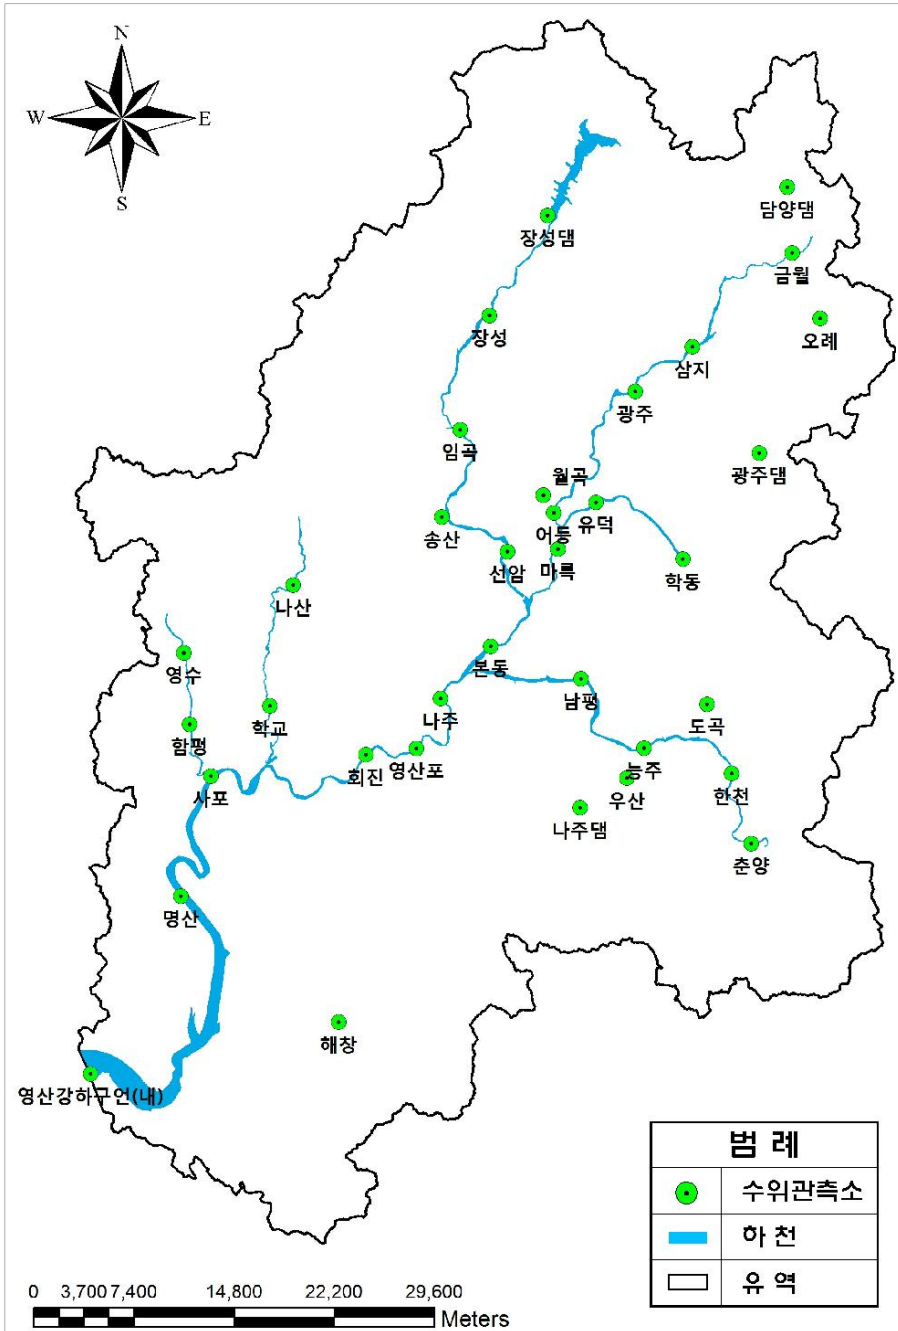 N
W
E
S
담양댐
장성댐
금월
장성
오례
삼지
광주
임곡
광주댐
월곡
송산
어등
유덕
선암
마륵
학동
나산
영수
본동
남평
나주
도곡
함평
학교
회진
영산포
능주
사포
우산
한천
나주댐
춘양
명산
해창
영산강하구언(내)
범 례
수위관측소
하 천
유 역
0 3,700 7,400 14,800 22,200 29,600
Meters